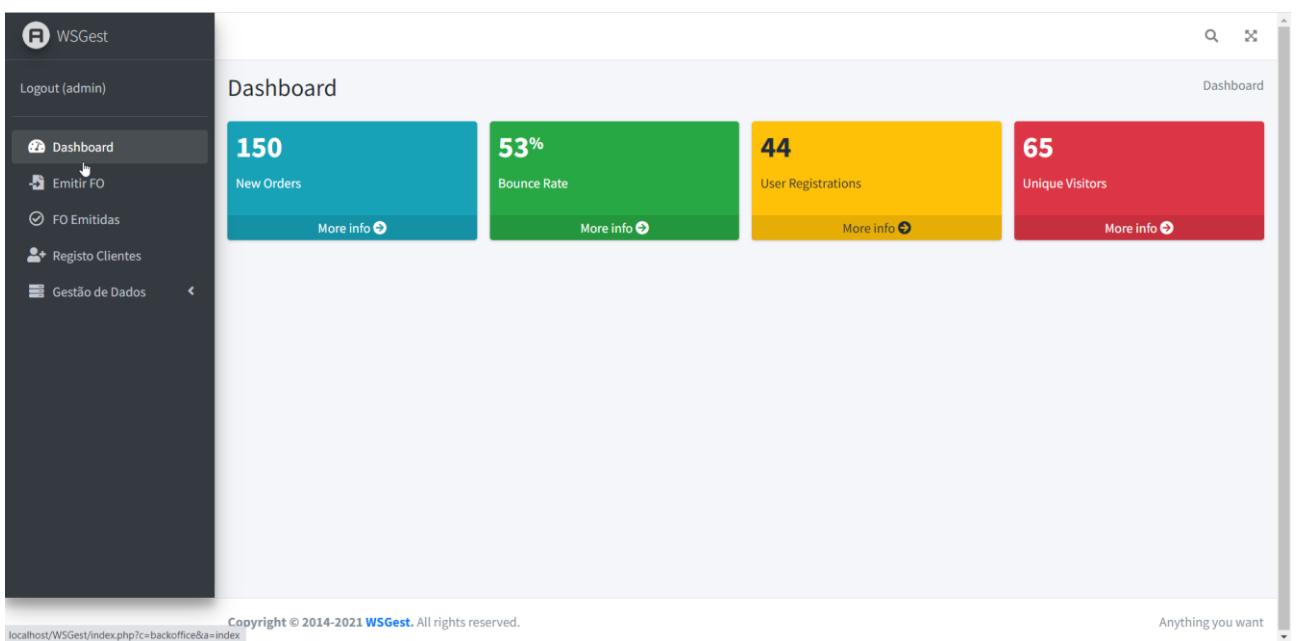 WSGest
Logout (admin)
Dashboard
Emitir FO
FO Emitidas
Registo Clientes
Gestão de Dados
Dashboard
Dashboard
150
New Orders
More info
53%
Bounce Rate
More info
44
User Registrations
More info
65
Unique Visitors
More info
Copyright © 2014-2021 WSGest. All rights reserved.
Anything you want
localhost/WSGest/index.php?c=backoffice&a=index